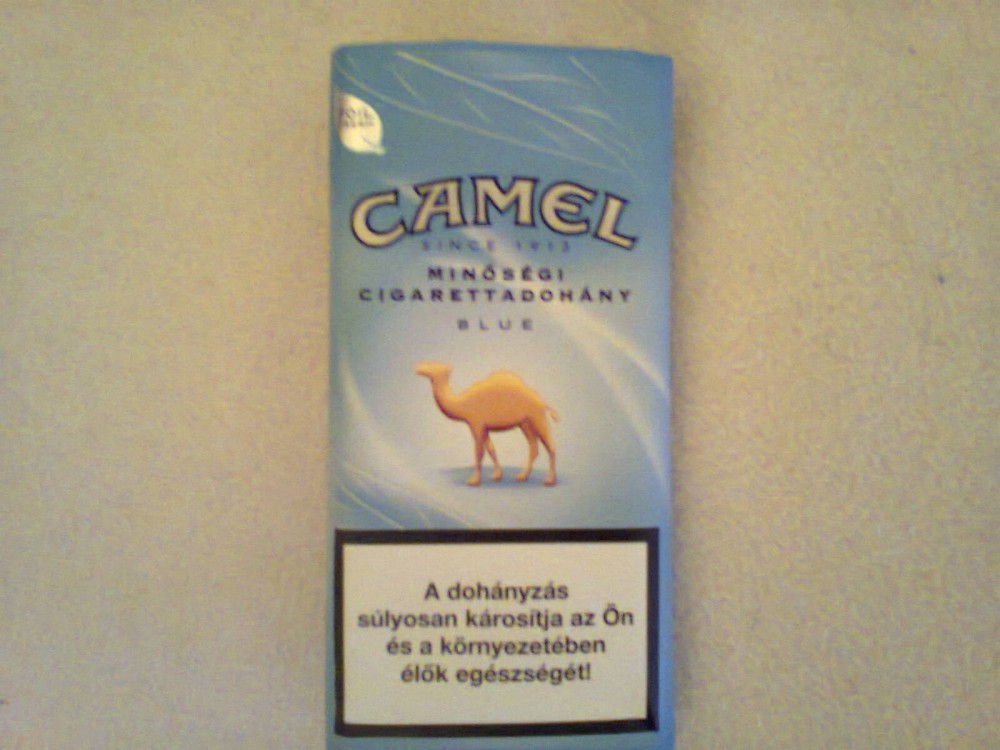 CAMEL
SINCE 1913
MINŐSÉGI
CIGARETTADOHÁNY
BLUE
A dohányzás
súlyosan károsítja az Ön
és a környezetében
élők egészségét!